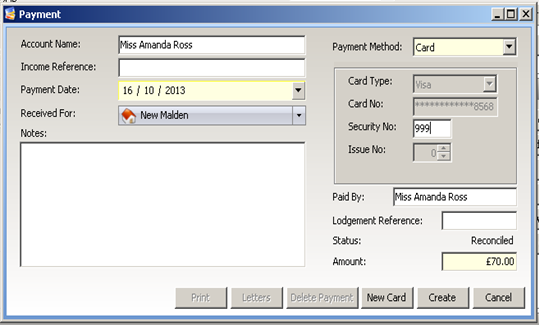 Payment
Account Name: Miss Amanda Ross
Income Reference:
Payment Date: 16 / 10 / 2013
Received For: New Malden
Notes:
Payment Method: Card
Card Type: Visa
Card No: ************8568
Security No: 999
Issue No: 0
Paid By: Miss Amanda Ross
Lodgement Reference:
Status: Reconciled
Amount: £70.00
Print Letters Delete Payment New Card Create Cancel